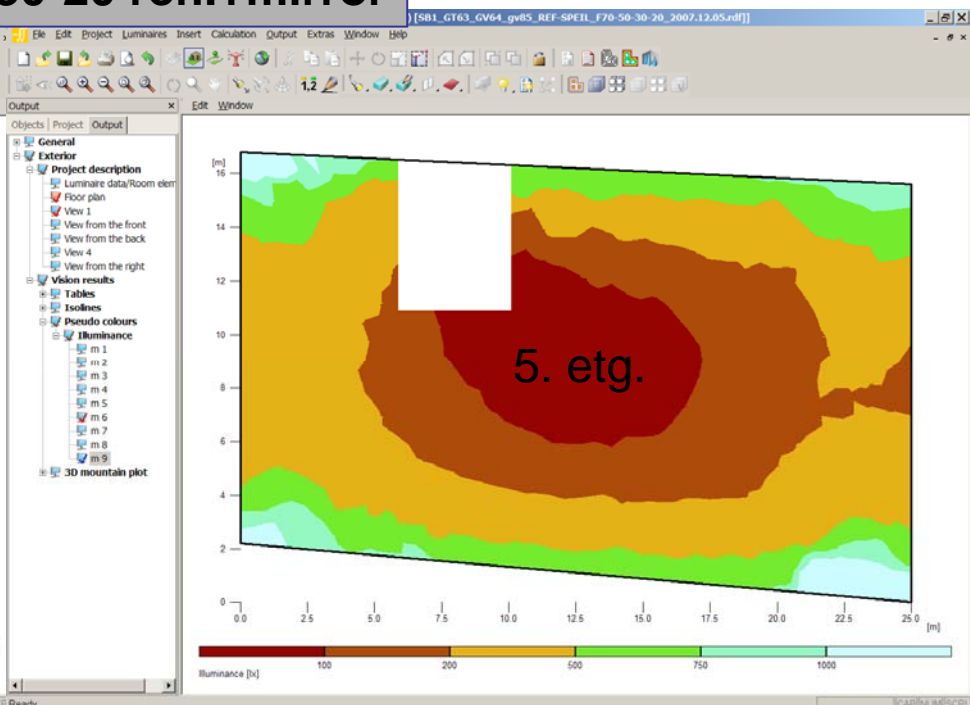 ) [SB1_GT63_GV64_gv85_REF-SPEIL_F70-50-30-20_2007.12.05.rdf]]
File Edit Project Luminaires Insert Calculation Output Extras Window Help
1,2
Output
Edit Window
Objects Project Output
General
Exterior
Project description
Luminaire data/Room elem
Floor plan
View 1
View from the front
View from the back
View 4
View from the right
Vision results
Tables
Isolines
Pseudo colours
Illuminance
m 1
m 2
m 3
m 4
m 5
m 6
m 7
m 8
m 9
3D mountain plot
[m]
16
14
12
10
8
6
4
2
0
5. etg.
0.0 2.5 5.0 7.5 10.0 12.5 15.0 17.5 20.0 22.5 25.0
[m]
100 200 500 750 1000
Illuminance [lx]
Ready
CAP NUM SCRL